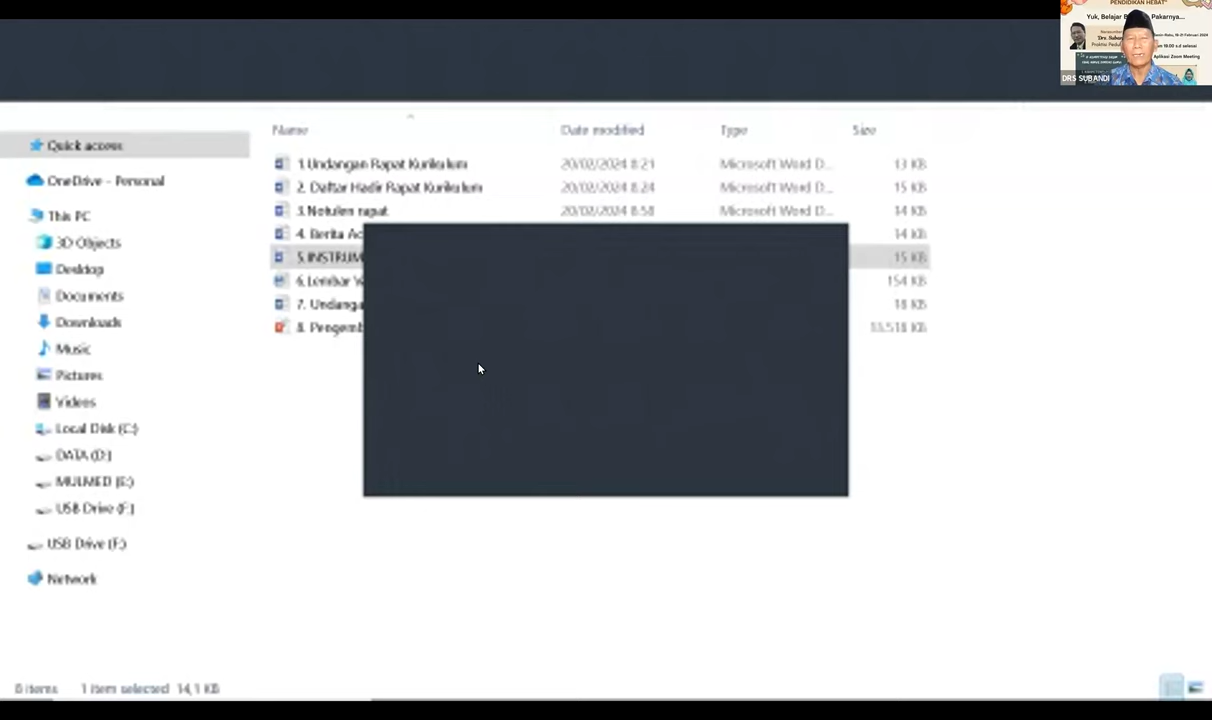 PENDIDIKAN HEBAT"
Yuk, Belajar
Pakarnya...
Aplikasi Zoom Meeting
DRS SUBANDI
Name Date modified Type Size
Quick access
OneDrive - Personal
This PC
3D Objects
Desktop
Documents
Downloads
Music
Pictures
Videos
Local Disk (C:)
DATA (D:)
MULMED (E:)
USB Drive (F:)
USB Drive (F:)
Network
1.Undangan Rapat Kurikulum 20/02/2024 8:21 Microsoft Word D... 13 KB
2. Daftar Hadir Rapat Kurikulum 20/02/2024 8:24 Microsoft Word D... 15 KB
3.Notulen rapat 20/02/2024 8:58 Microsoft Word D... 14 KB
4. Berita Ac 14 KB
5.INSTRUM 15 KB
6.Lembar 154 KB
7. Undanga 18 KB
8. Pengemb
8 items 1 item selected 14,1 KB